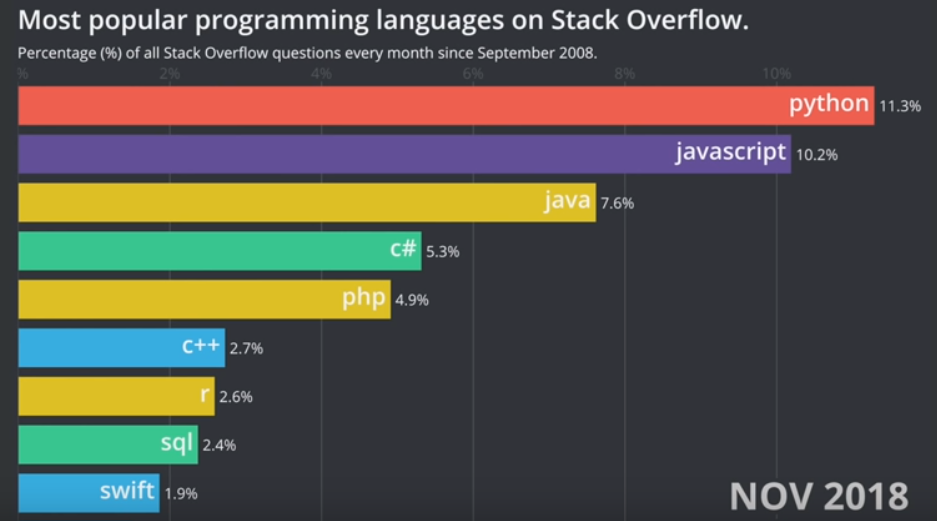 Most popular programming languages on Stack Overflow.
Percentage (%) of all Stack Overflow questions every month since September 2008.
% 2% 4% 6% 8% 10%
python 11.3%
javascript 10.2%
java 7.6%
c# 5.3%
php 4.9%
c++ 2.7%
r 2.6%
sql 2.4%
swift 1.9%
NOV 2018